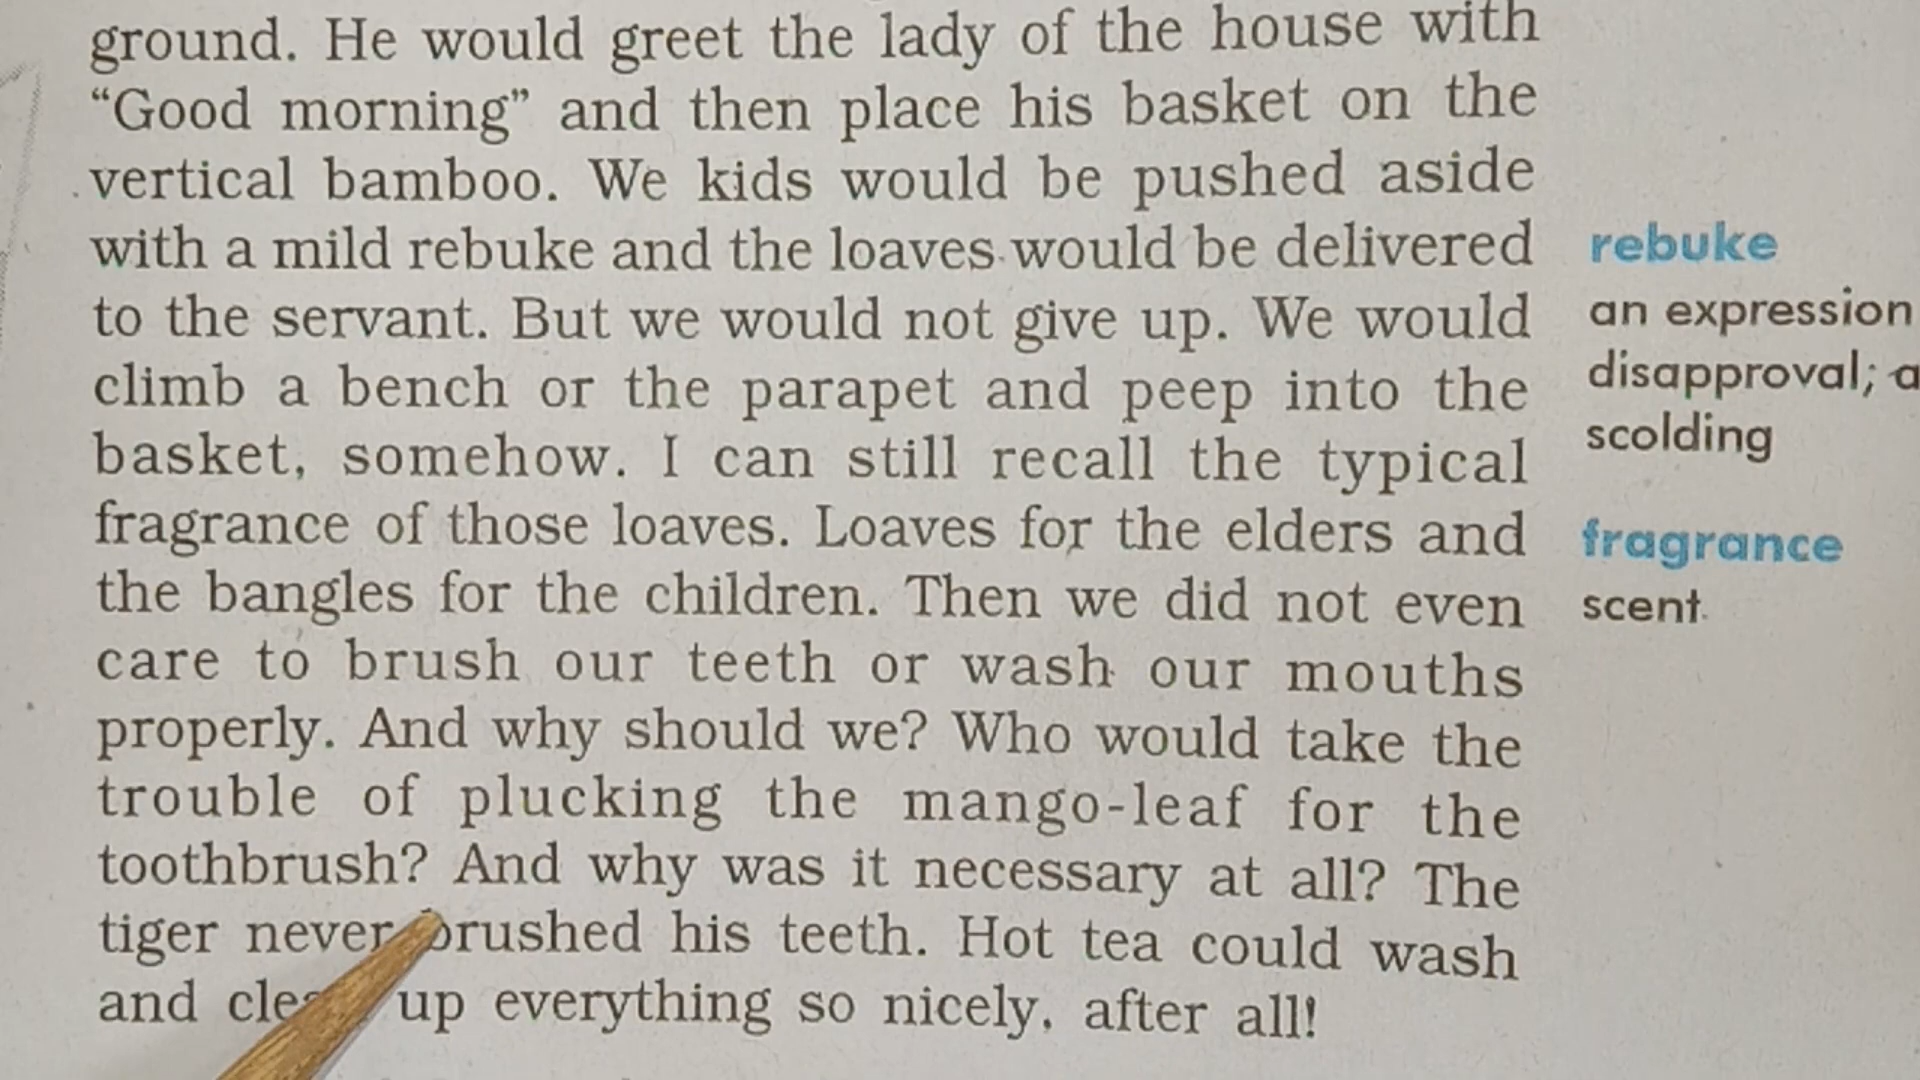 ground. He would greet the lady of the house with
“Good morning” and then place his basket on the
vertical bamboo. We kids would be pushed aside
with a mild rebuke and the loaves would be delivered
to the servant. But we would not give up. We would
climb a bench or the parapet and peep into the
basket, somehow. I can still recall the typical
fragrance of those loaves. Loaves for the elders and
the bangles for the children. Then we did not even
care to brush our teeth or wash our mouths
properly. And why should we? Who would take the
trouble of plucking the mango-leaf for the
toothbrush? And why was it necessary at all? The
tiger never brushed his teeth. Hot tea could wash
and up everything so nicely, after all!
rebuke
an expression
disapproval; a
scolding
fragrance
scent